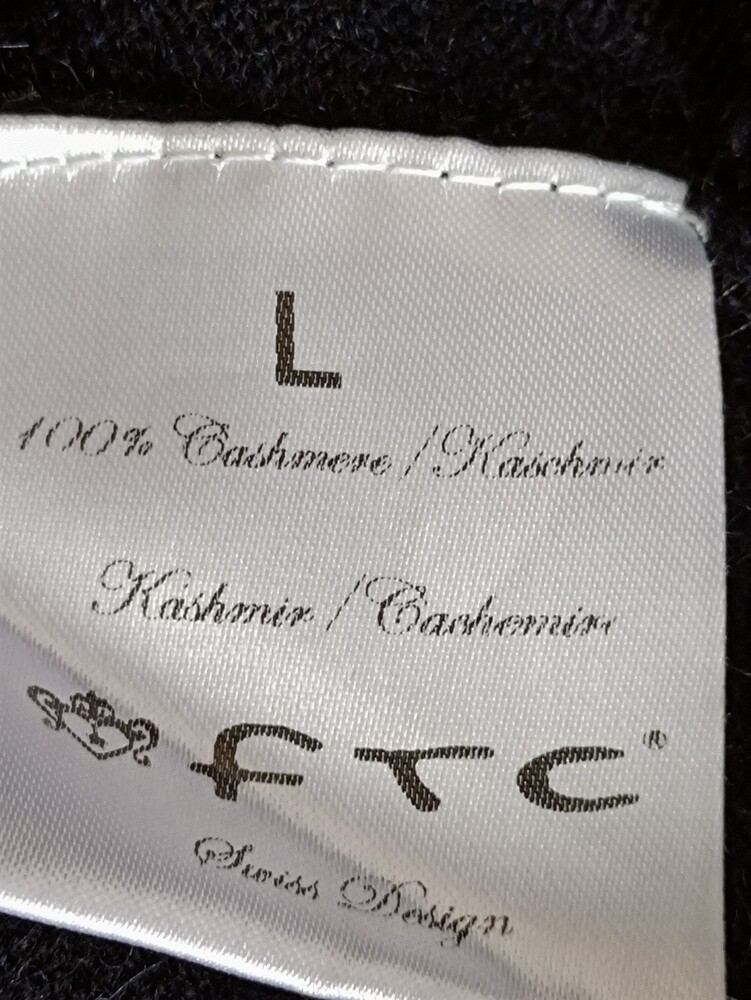 L
100% Cashmere / Kaschmir
Kashmir / Cachemire
FTC®
Swiss Design